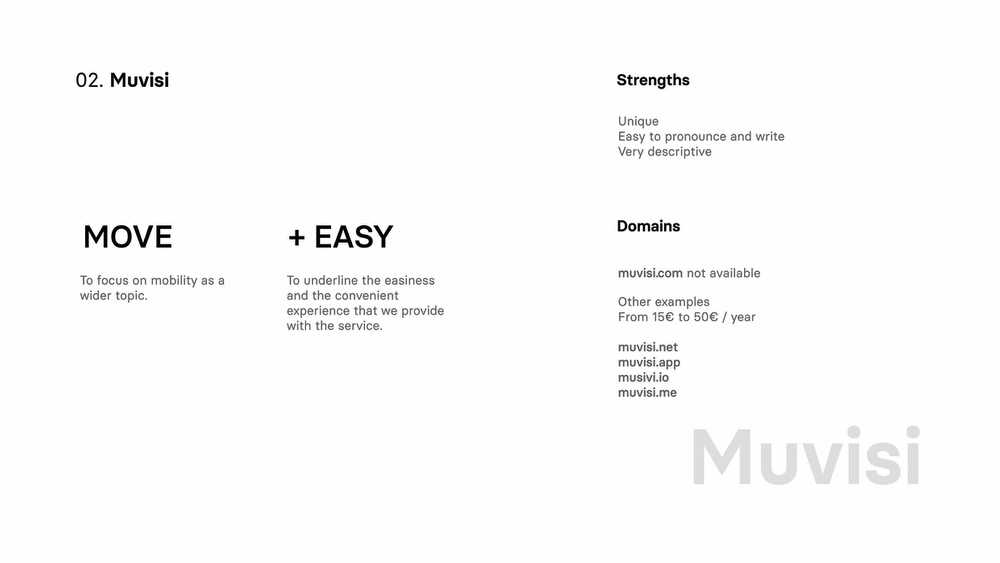 02. Muvisi
MOVE
To focus on mobility as a
wider topic.
+ EASY
To underline the easiness
and the convenient
experience that we provide
with the service.
Strengths
Unique
Easy to pronounce and write
Very descriptive
Domains
muvisi.com not available
Other examples
From 15€ to 50€ / year
muvisi.net
muvisi.app
musivi.io
muvisi.me
Muvisi